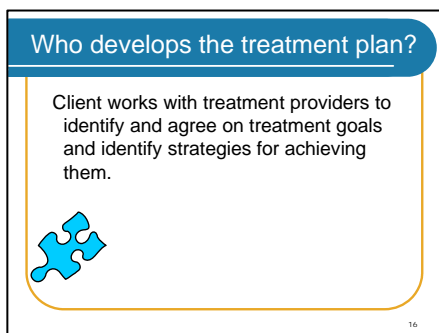 Who develops the treatment plan?
Client works with treatment providers to
identify and agree on treatment goals
and identify strategies for achieving
them.
16